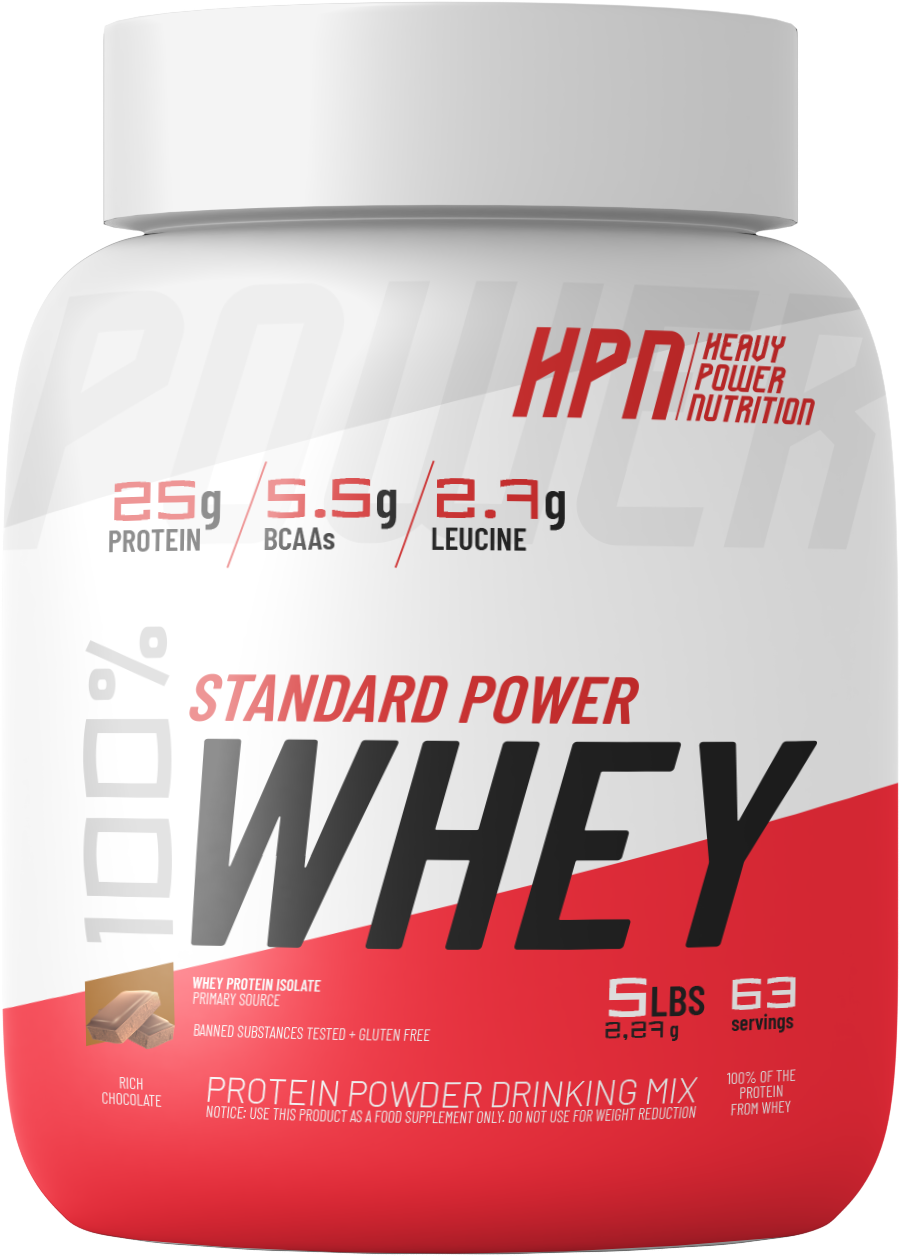 POWER
HPN
HEAVY
POWER
NUTRITION
25g
PROTEIN
5.5g
BCAAs
2.7g
LEUCINE
100%
STANDARD POWER
WHEY
WHEY PROTEIN ISOLATE
PRIMARY SOURCE
BANNED SUBSTANCES TESTED + GLUTEN FREE
5LBS
2,27 g
63
servings
RICH
CHOCOLATE
PROTEIN POWDER DRINKING MIX
NOTICE: USE THIS PRODUCT AS A FOOD SUPPLEMENT ONLY. DO NOT USE FOR WEIGHT REDUCTION
100% OF THE
PROTEIN
FROM WHEY